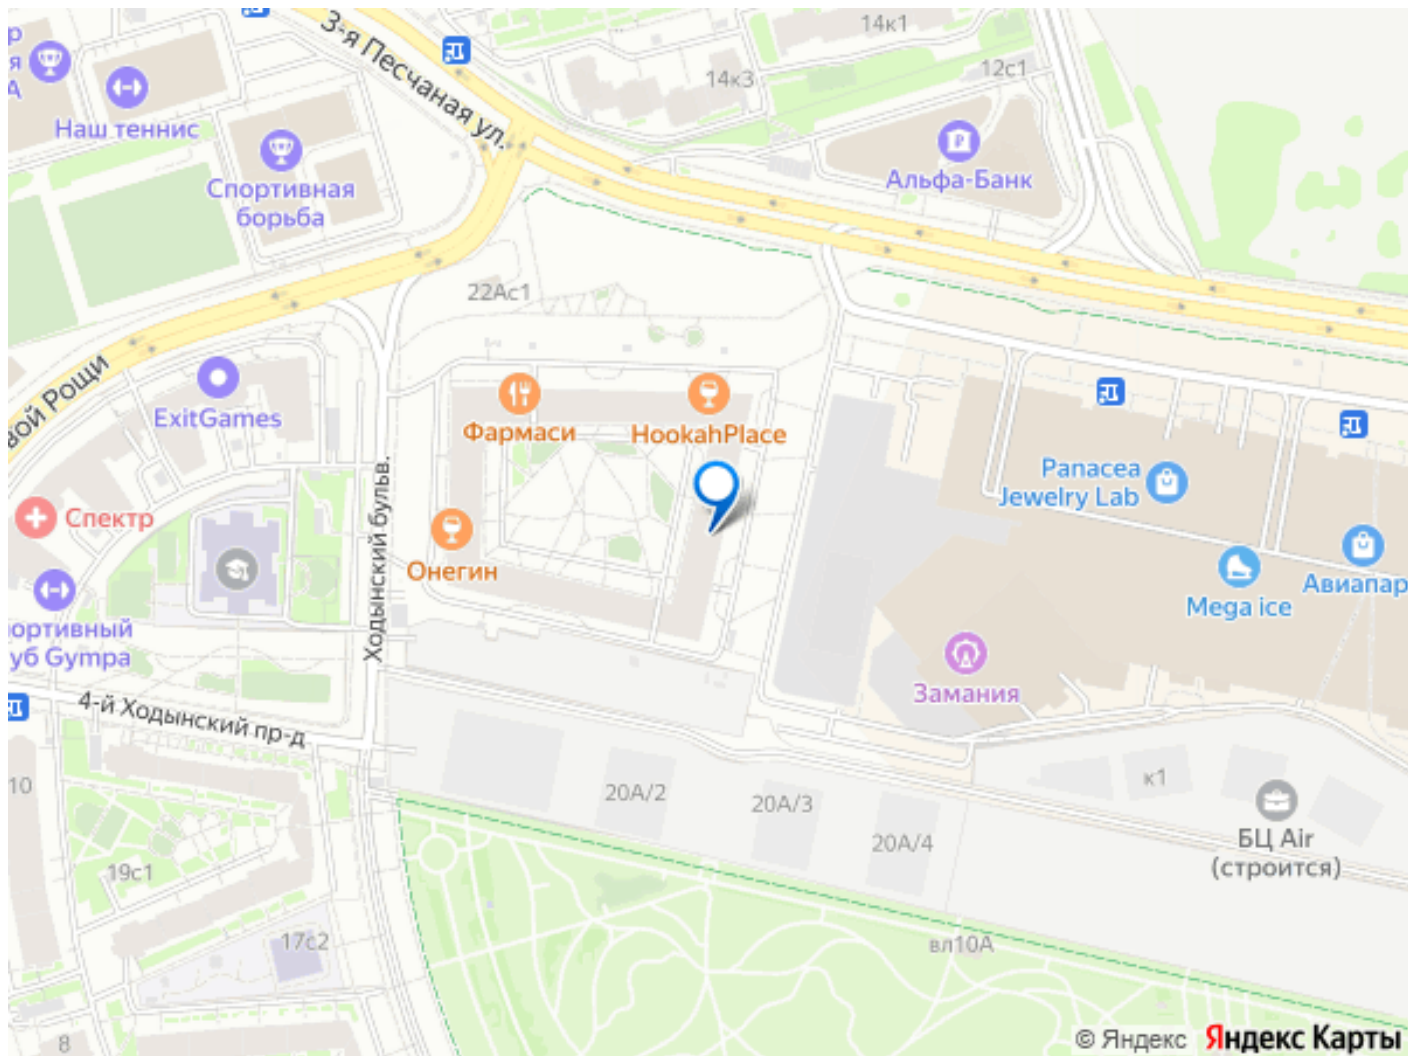 14к1
3-я Песчаная ул.
р
я
А
14к3
12с1
Наш теннис
Альфа-Банк
Спортивная
борьба
22Ас1
вой Рощи
ExitGames
Фармаси
HookahPlace
Panacea
Jewelry Lab
Ходынский бульв.
Спектр
Онегин
Авиапар
Mega ice
портивный
уб Gympa
Замания
4-й Ходынский пр-д
10
20А/2
20А/3
к1
20А/4
БЦ Air
(строится)
19с1
17с2
вл10А
8
© Яндекс Яндекс Карты